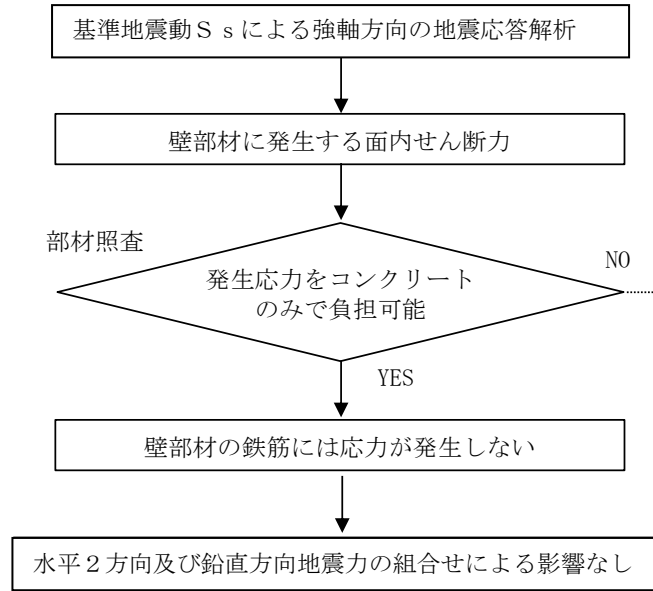 基準地震動Ｓｓによる強軸方向の地震応答解析
壁部材に発生する面内せん断力
部材照査
発生応力をコンクリート
のみで負担可能
NO
YES
壁部材の鉄筋には応力が発生しない
水平２方向及び鉛直方向地震力の組合せによる影響なし